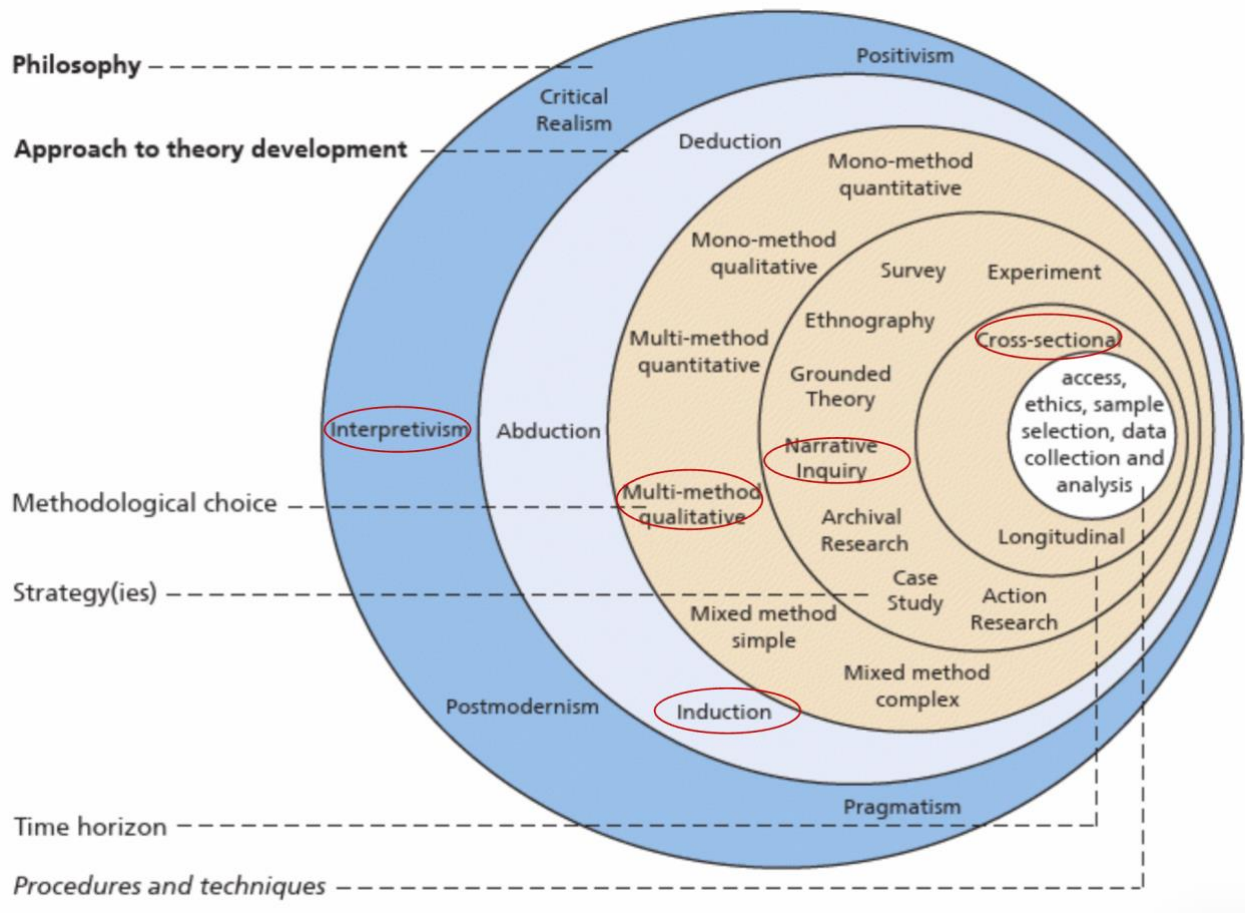 Philosophy
Positivism
Critical
Realism
Approach to theory development
Deduction
Mono-method
quantitative
Mono-method
qualitative
Survey
Experiment
Ethnography
Multi-method
quantitative
Cross-sectional
Grounded
Theory
access,
ethics, sample
selection, data
collection and
analysis
Interpretivism
Abduction
Narrative
Inquiry
Methodological choice
Multi-method
qualitative
Archival
Research
Longitudinal
Strategy(ies)
Case
Study
Action
Research
Mixed method
simple
Mixed method
complex
Postmodernism
Induction
Pragmatism
Time horizon
Procedures and techniques